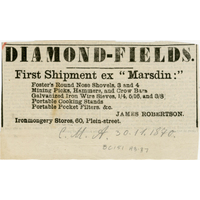 DIAMOND-FIELDS.
First Shipment ex "Marsdin:"
Foster's Round Nose Shovels, 3 and 4
Mining Picks, Hammers, and Crow Bars
Galvanized Iron Wire Sieves, 1/4, 5/16, and 3/8
Portable Cooking Stands
Portable Pocket Filters, &c.
JAMES ROBERTSON.
Ironmongery Stores, 60, Plein-street.
C.M.A.